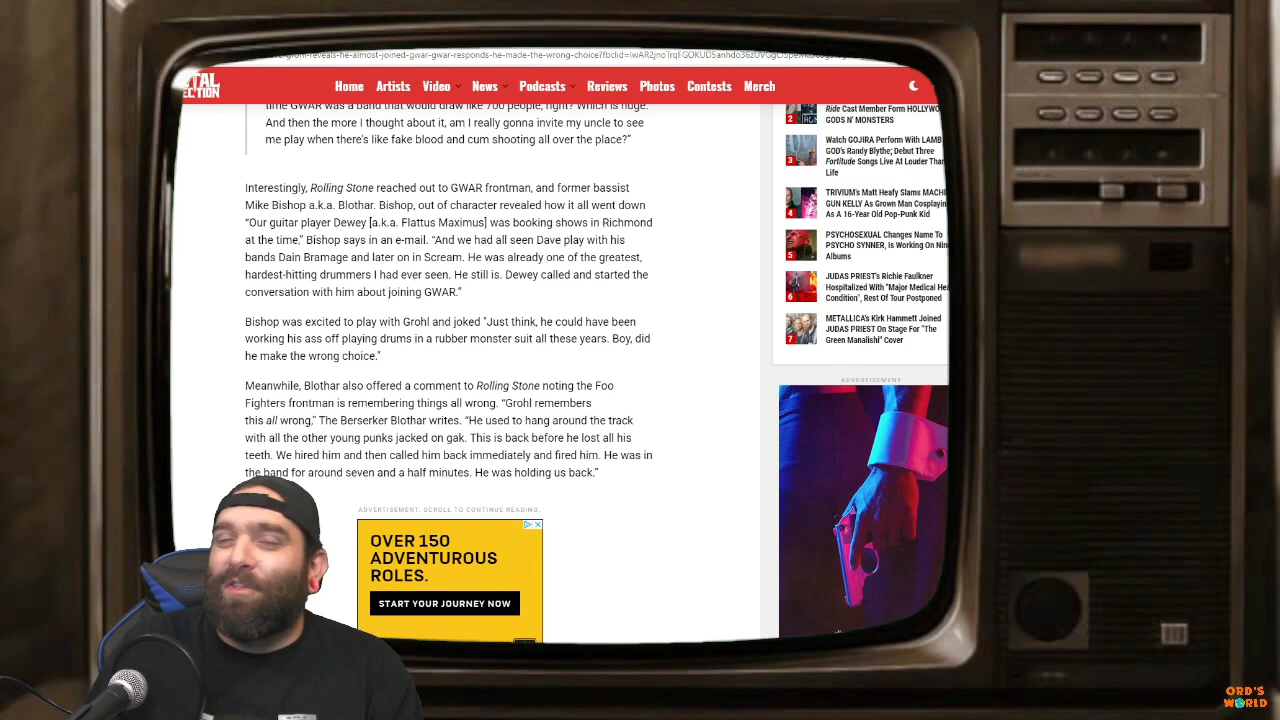 TAL
CTION
Home Artists Video News Podcasts Reviews Photos Contests Merch
time GWAR was a band that would draw like 700 people, right? Which is huge.
And then the more I thought about it, am I really gonna invite my uncle to see
me play when there's like fake blood and cum shooting all over the place?"
Interestingly, Rolling Stone reached out to GWAR frontman, and former bassist
Mike Bishop a.k.a. Blothar. Bishop, out of character revealed how it all went down
"Our guitar player Dewey [a.k.a. Flattus Maximus] was booking shows in Richmond
at the time," Bishop says in an e-mail. "And we had all seen Dave play with his
bands Dain Bramage and later on in Scream. He was already one of the greatest,
hardest-hitting drummers I had ever seen. He still is. Dewey called and started the
conversation with him about joining GWAR."
Bishop was excited to play with Grohl and joked "Just think, he could have been
working his ass off playing drums in a rubber monster suit all these years. Boy, did
he make the wrong choice."
Meanwhile, Blothar also offered a comment to Rolling Stone noting the Foo
Fighters frontman is remembering things all wrong. "Grohl remembers
this all wrong," The Berserker Blothar writes. "He used to hang around the track
with all the other young punks jacked on gak. This is back before he lost all his
teeth. We hired him and then called him back immediately and fired him. He was in
the band for around seven and a half minutes. He was holding us back."
ADVERTISEMENT. SCROLL TO CONTINUE READING.
OVER 150
ADVENTUROUS
ROLES.
START YOUR JOURNEY NOW
2
Ride Cast Member Form HOLLYWO
GODS N' MONSTERS
3
Watch GOJIRA Perform With LAMB
GOD's Randy Blythe; Debut Three
Fortitude Songs Live At Louder Than
Life
4
TRIVIUM's Matt Heafy Slams MACHI
GUN KELLY As Grown Man Cosplayin
As A 16-Year Old Pop-Punk Kid
5
PSYCHOSEXUAL Changes Name To
PSYCHO SYNNER, Is Working On Nin
Albums
6
JUDAS PRIEST's Richie Faulkner
Hospitalized With "Major Medical Hea
Condition", Rest Of Tour Postponed
7
METALLICA's Kirk Hammett Joined
JUDAS PRIEST On Stage For "The
Green Manalishi" Cover
ADVERTISEMENT
ORD'S
WORLD